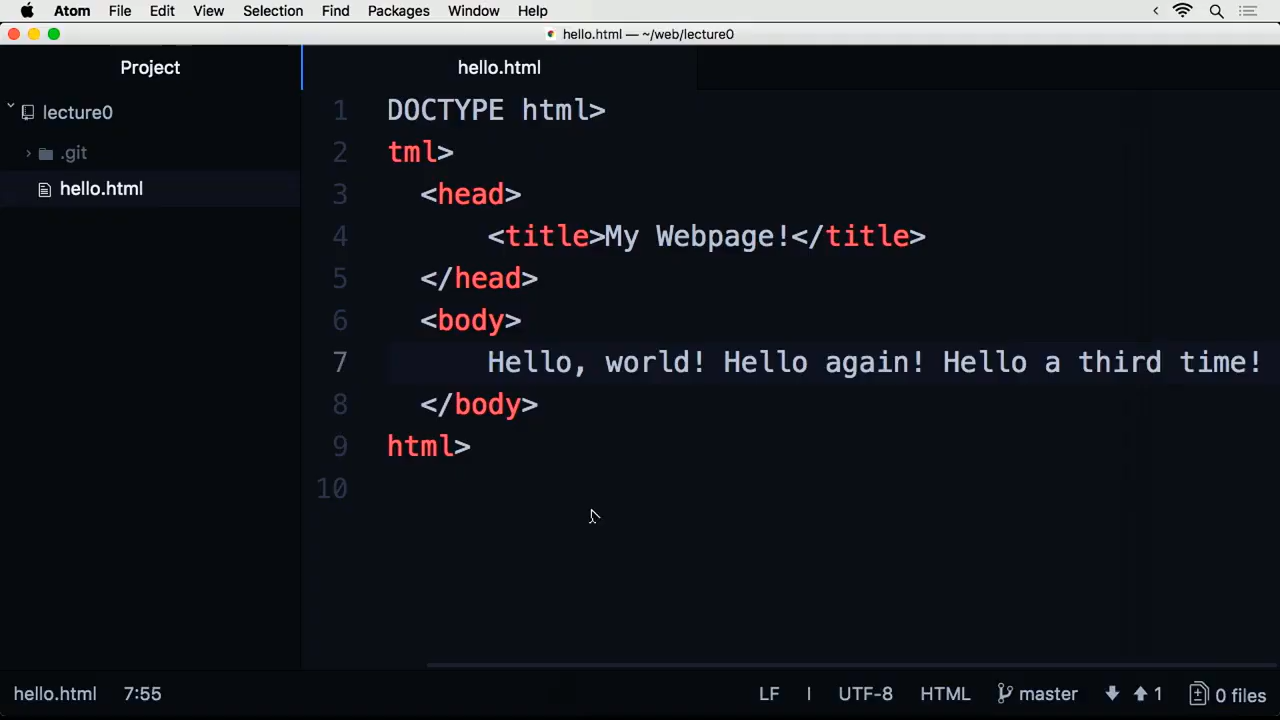 Atom File Edit View Selection Find Packages Window Help
hello.html — ~/web/lecture0
Project
hello.html
lecture0
.git
hello.html
1 DOCTYPE html>
2 tml>
3 <head>
4 <title>My Webpage!</title>
5 </head>
6 <body>
7 Hello, world! Hello again! Hello a third time!
8 </body>
9 html>
10
hello.html 7:55 LF UTF-8 HTML master 1 0 files